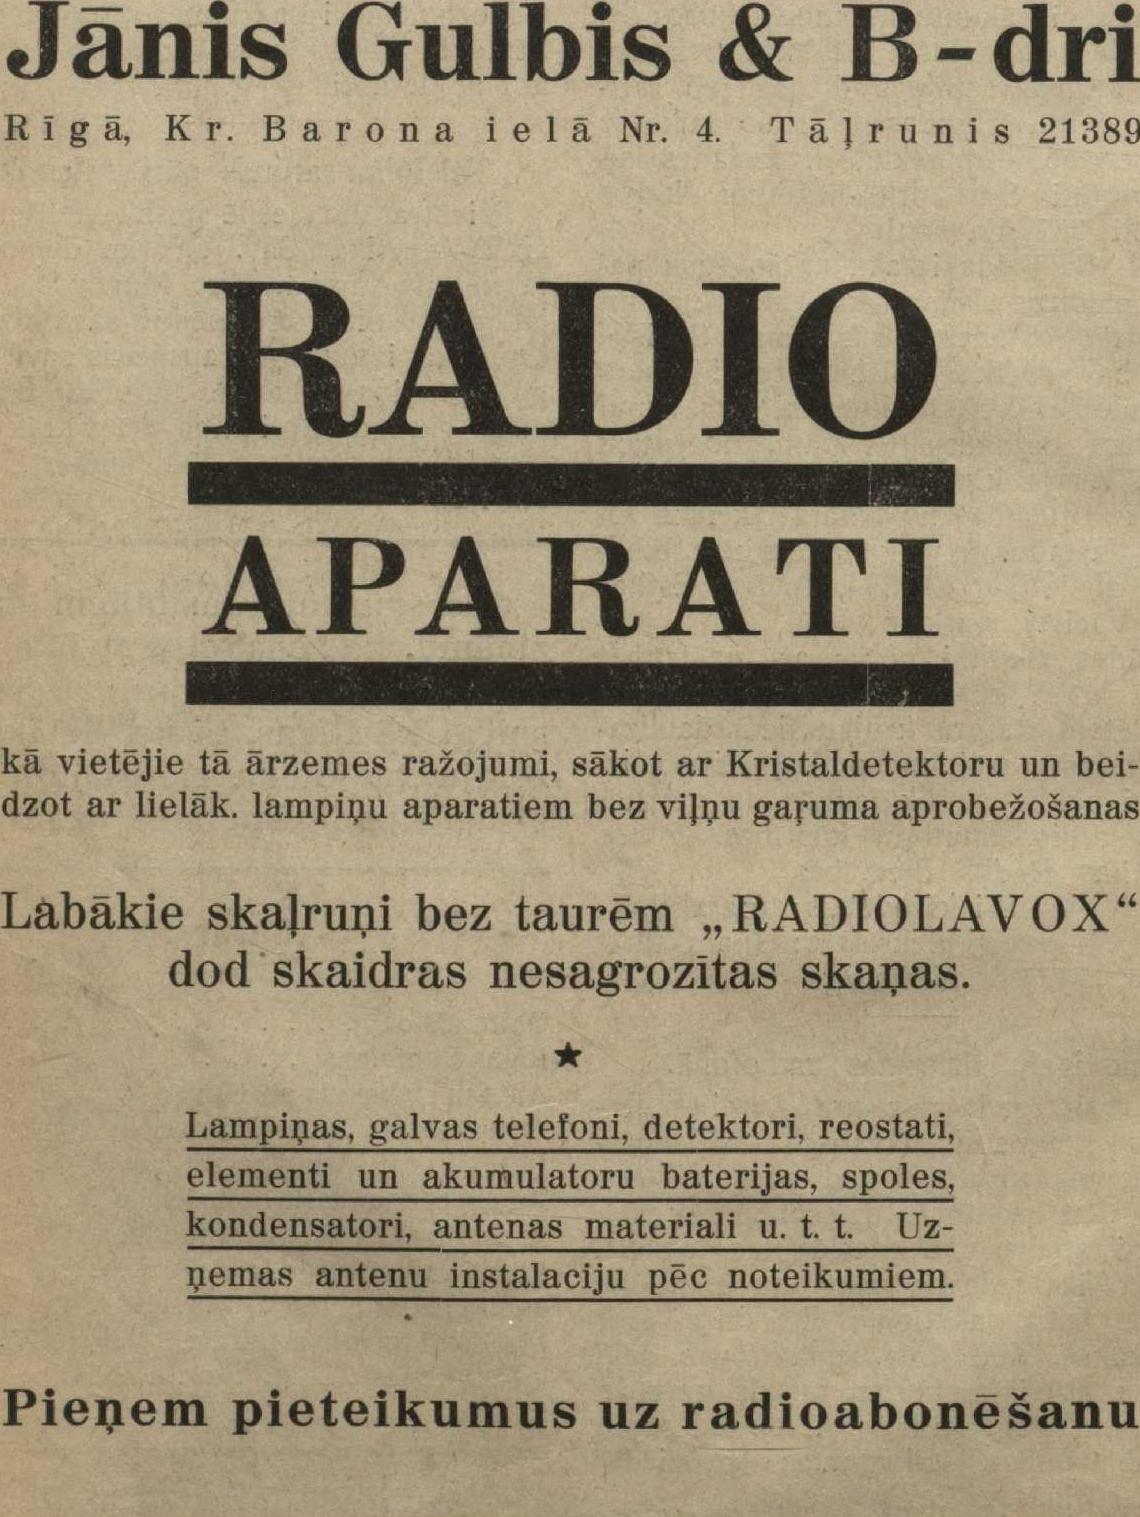 Jānis Gulbis & B-dri
Rīgā, Kr. Barona ielā Nr. 4. Tāļrunis 21389
RADIO
APARATI
kā vietējie tā ārzemes ražojumi, sākot ar Kristaldetektoru un bei-
dzot ar lielāk. lampiņu aparatiem bez viļņu gaŗuma aprobežošanas
Labākie skaļruņi bez taurēm „RADIOLAVOX“
dod skaidras nesagrozītas skaņas.
★
Lampiņas, galvas telefoni, detektori, reostati,
elementi un akumulatoru baterijas, spoles,
kondensatori, antenas materiali u. t. t. Uz-
ņemas antenu instalaciju pēc noteikumiem.
Pieņem pieteikumus uz radioabonēšanu